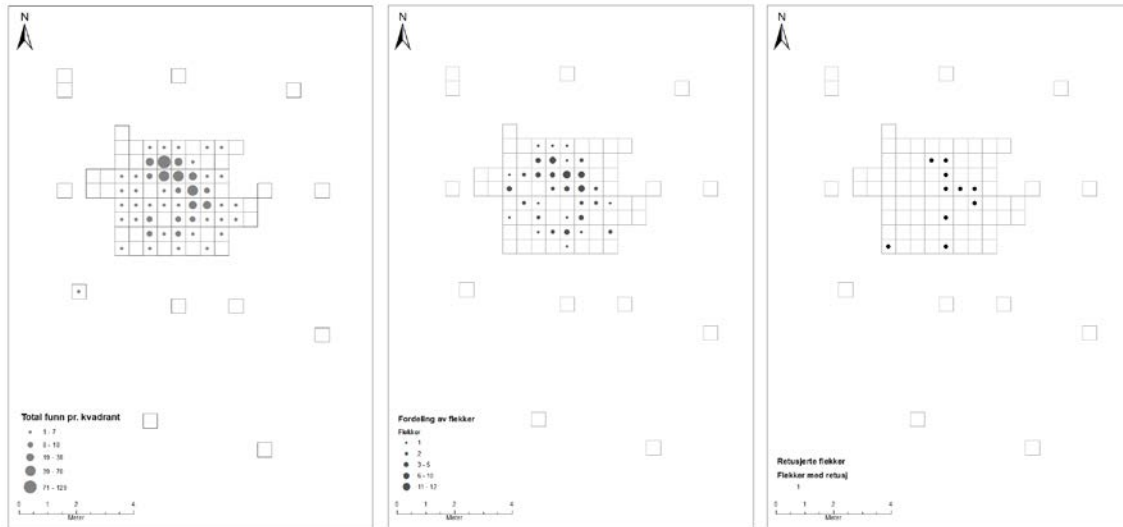 N
Total funn pr. kvadrant
1 - 7
8 - 18
19 - 38
39 - 70
71 - 120
0 1 2 4
Meter
N
Fordeling av flekker
Flekker
1
2
3 - 5
6 - 10
11 - 12
0 1 2 4
Meter
N
Retusjerte flekker
Flekker med retusj
1
0 1 2 4
Meter